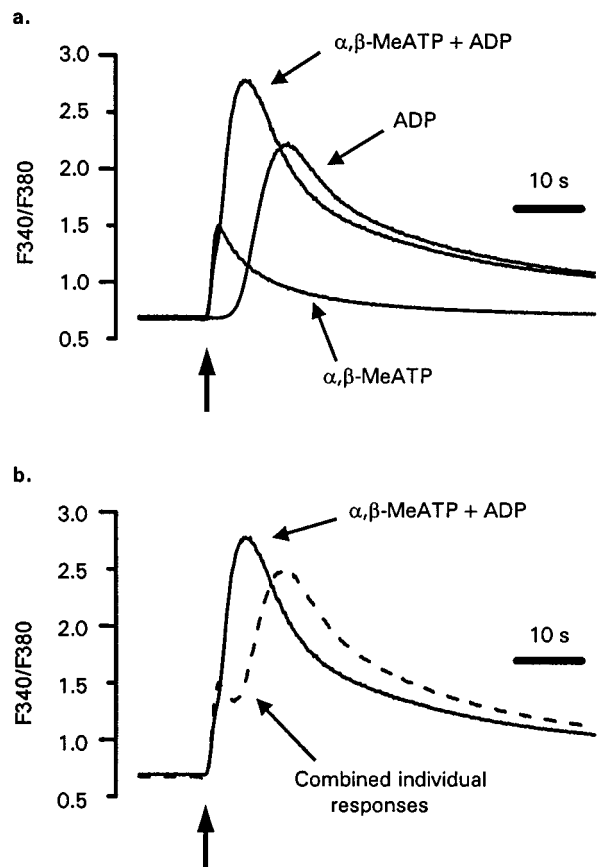 a.
α,β-MeATP + ADP
3.0
2.5
ADP
2.0
10 s
1.5
1.0
0.5
F340/F380
α,β-MeATP
b.
α,β-MeATP + ADP
3.0
2.5
2.0
10 s
1.5
1.0
0.5
F340/F380
Combined individual
responses